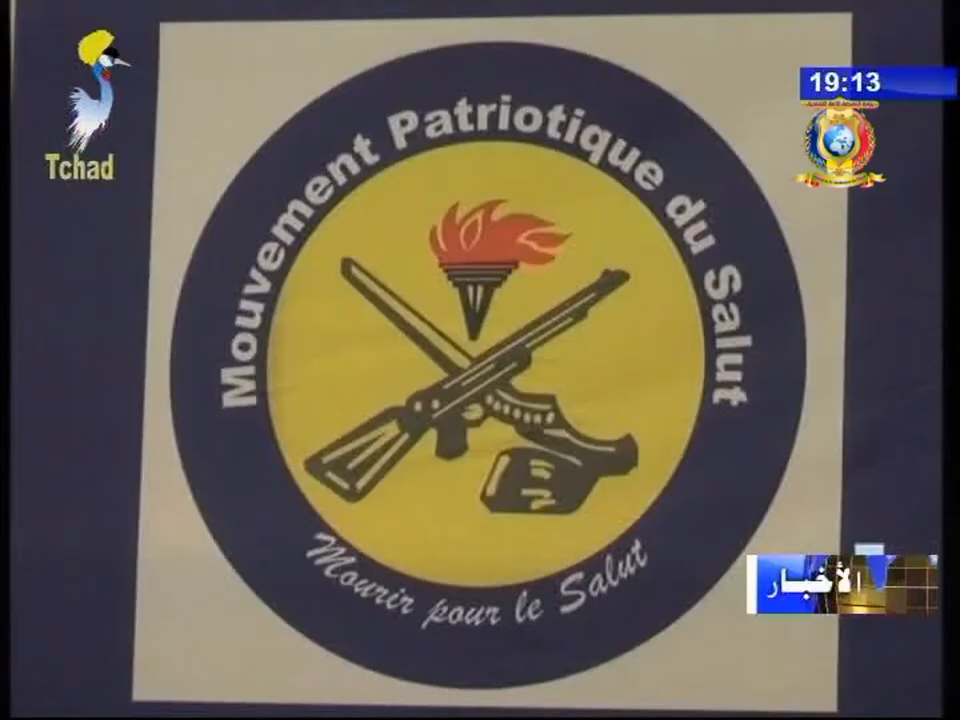 Tchad
19:13
Mouvement Patriotique du Salut
Mourir pour le Salut
الأخبار